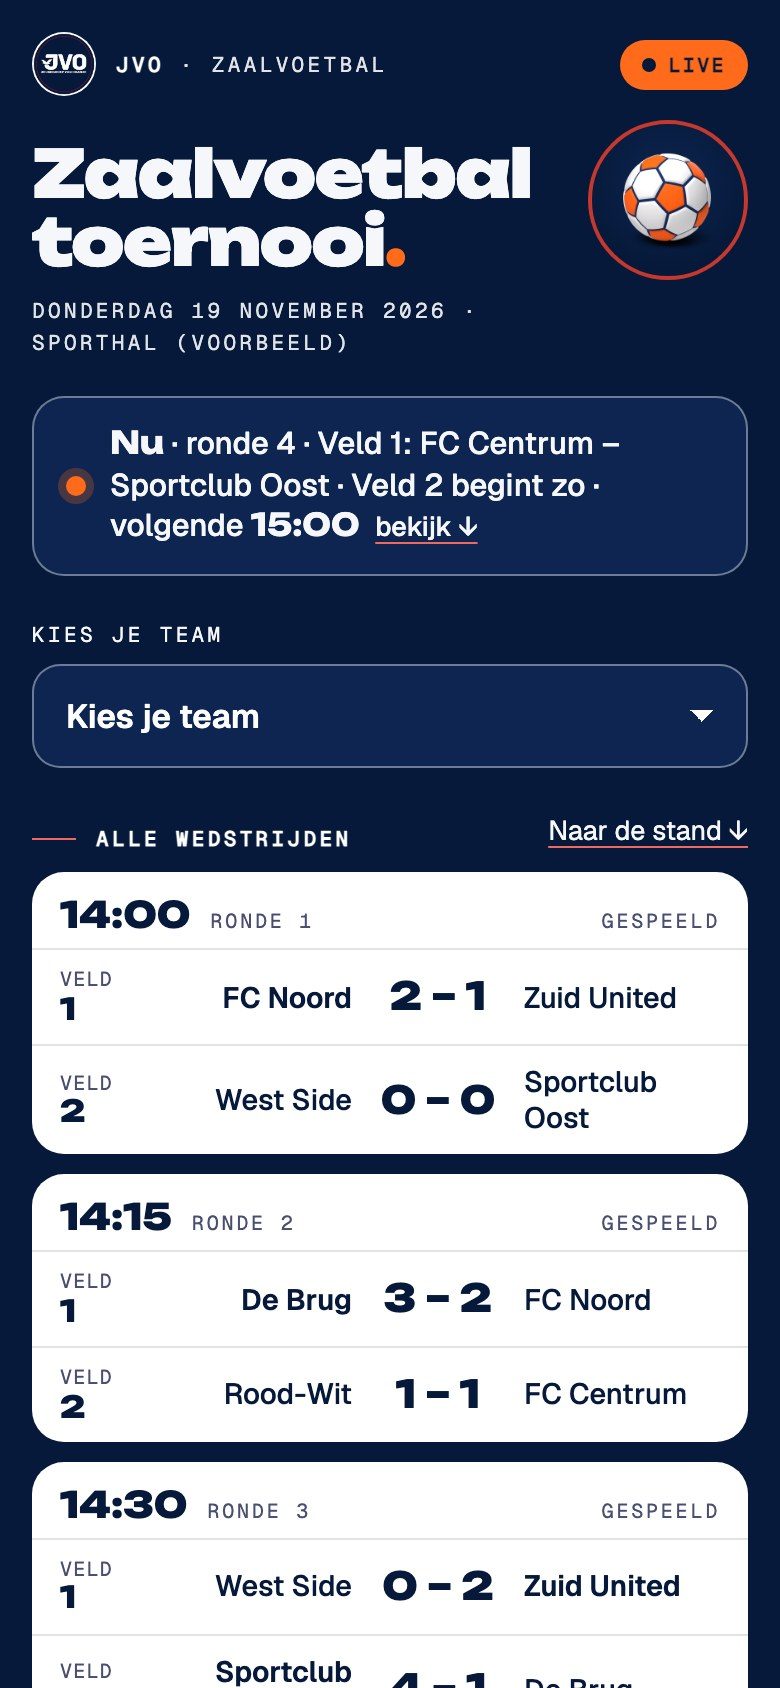 JVO
JVO · ZAALVOETBAL
LIVE
Zaalvoetbal
toernooi.
DONDERDAG 19 NOVEMBER 2026 ·
SPORTHAL (VOORBEELD)
Nu · ronde 4 · Veld 1: FC Centrum –
Sportclub Oost · Veld 2 begint zo ·
volgende 15:00 bekijk ↓
KIES JE TEAM
Kies je team
ALLE WEDSTRIJDEN
Naar de stand ↓
14:00 RONDE 1 GESPEELD
VELD
1
FC Noord 2 – 1 Zuid United
VELD
2
West Side 0 – 0 Sportclub
Oost
14:15 RONDE 2 GESPEELD
VELD
1
De Brug 3 – 2 FC Noord
VELD
2
Rood-Wit 1 – 1 FC Centrum
14:30 RONDE 3 GESPEELD
VELD
1
West Side 0 – 2 Zuid United
VELD
Sportclub
4 – 1 De Brug